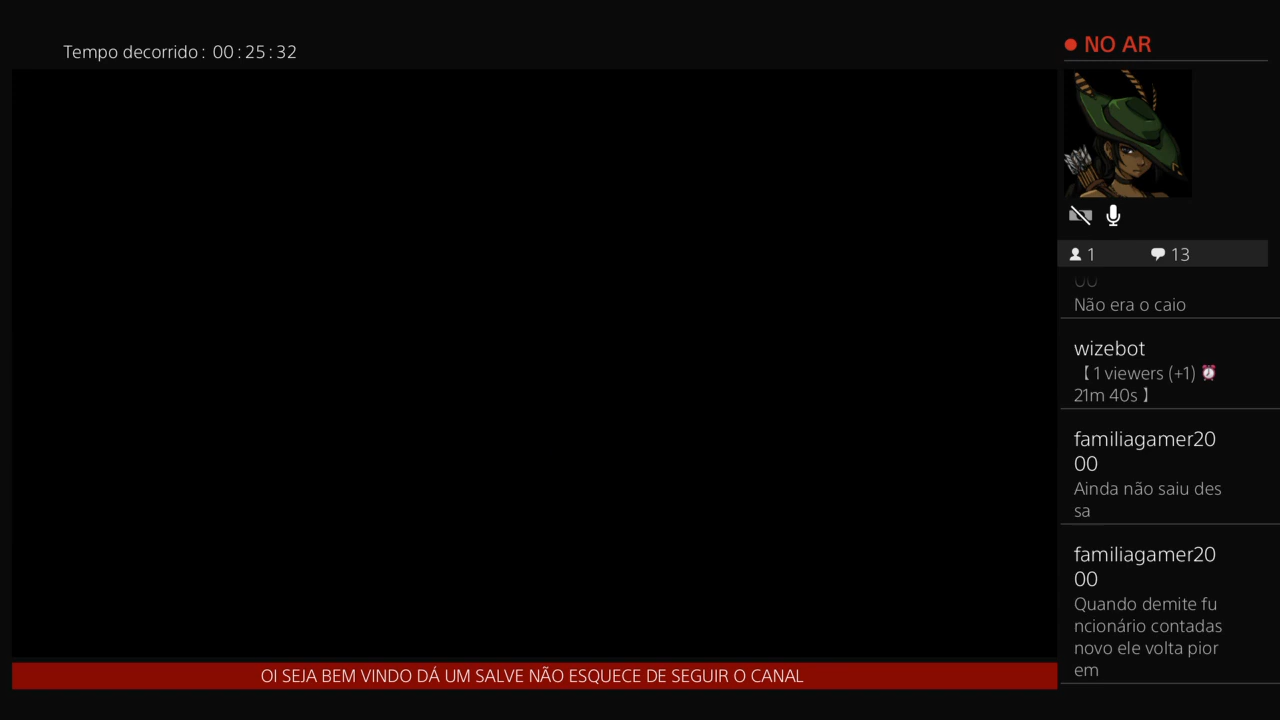 Tempo decorrido : 00 : 25 : 32
NO AR
1
13
00
Não era o caio
wizebot
【 1 viewers (+1) ⏰
21m 40s 】
familiagamer20
00
Ainda não saiu des
sa
familiagamer20
00
Quando demite fu
ncionário contadas
novo ele volta pior
em
OI SEJA BEM VINDO DÁ UM SALVE NÃO ESQUECE DE SEGUIR O CANAL